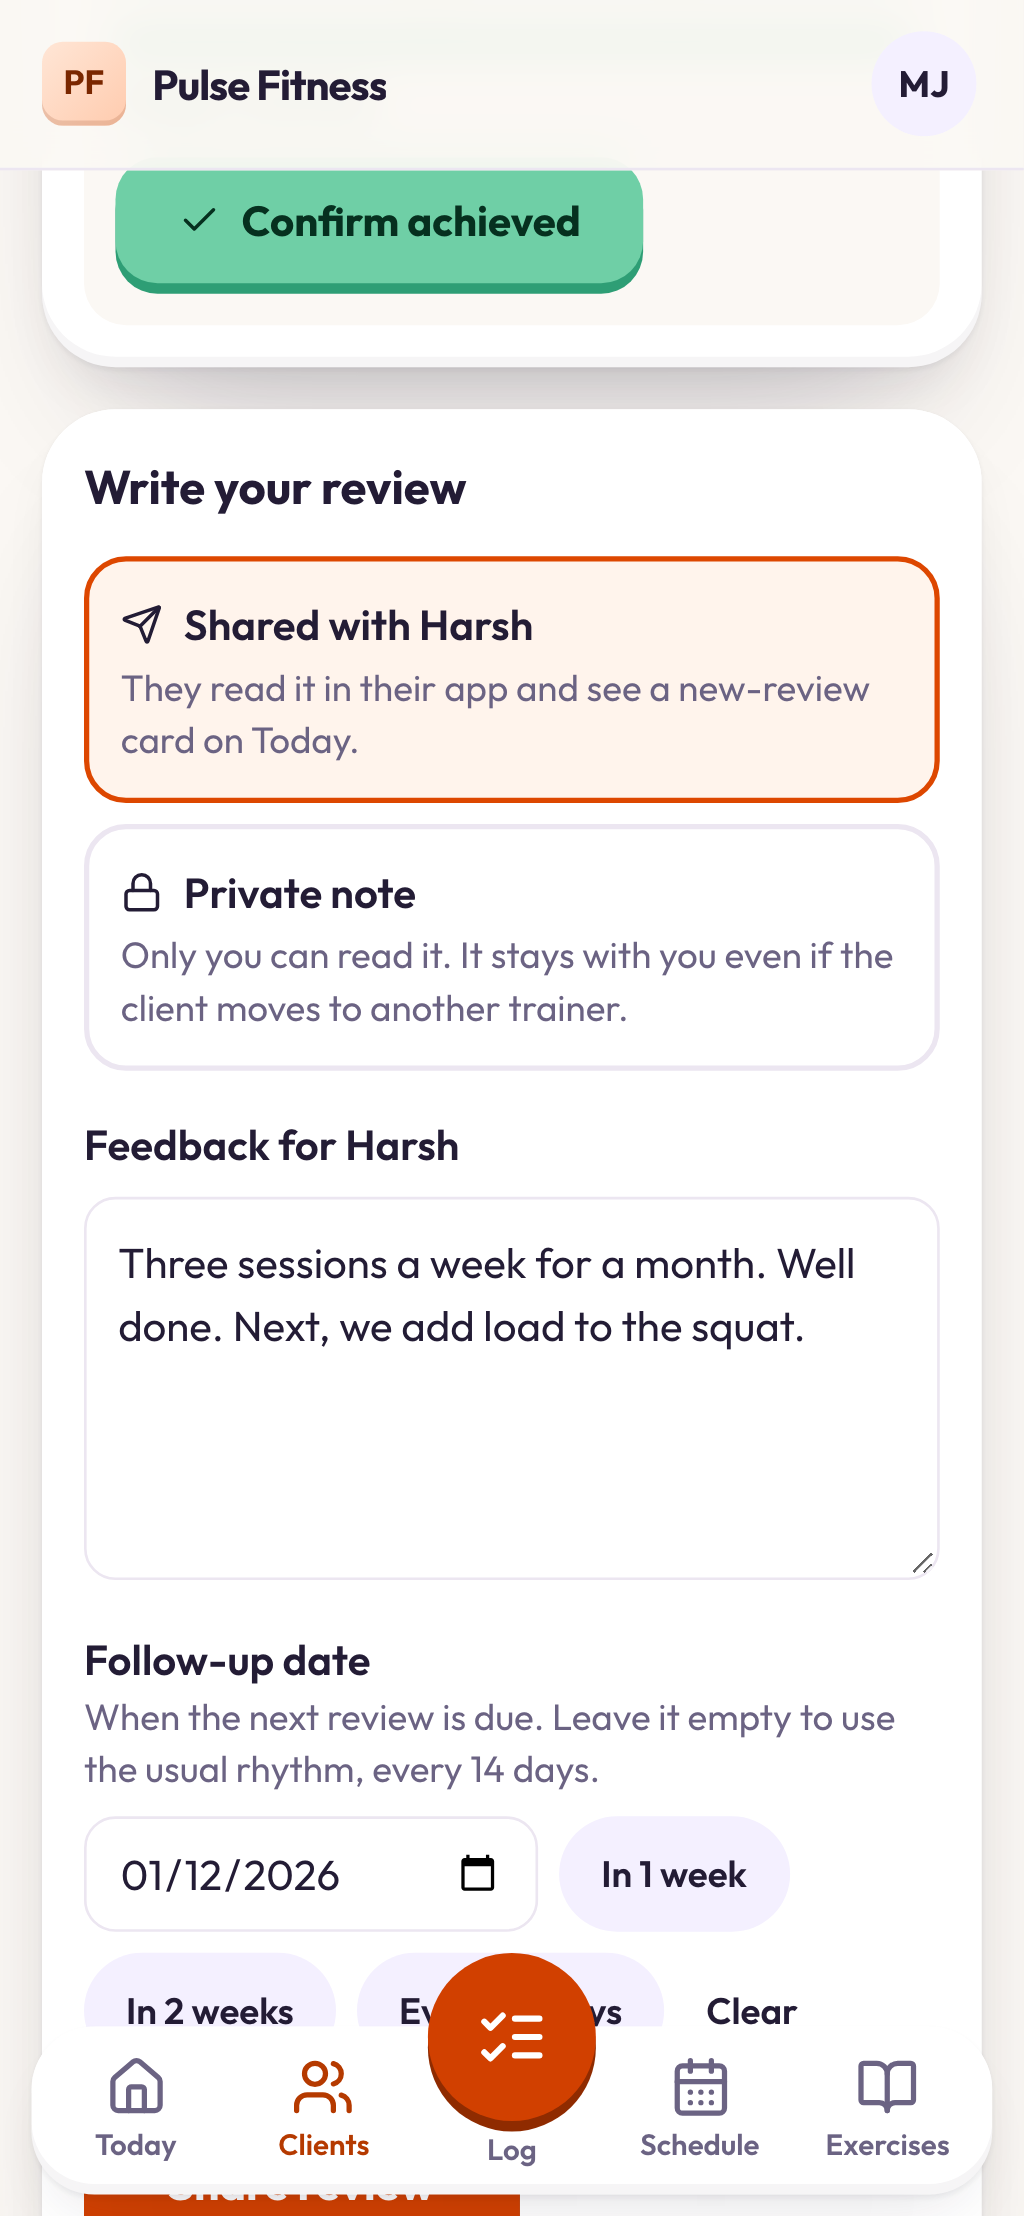 PF
Pulse Fitness
MJ
Confirm achieved
Write your review
Shared with Harsh
They read it in their app and see a new-review
card on Today.
Private note
Only you can read it. It stays with you even if the
client moves to another trainer.
Feedback for Harsh
Three sessions a week for a month. Well
done. Next, we add load to the squat.
Follow-up date
When the next review is due. Leave it empty to use
the usual rhythm, every 14 days.
01/12/2026
In 1 week
In 2 weeks
Clear
Today
Clients
Log
Schedule
Exercises
Share review